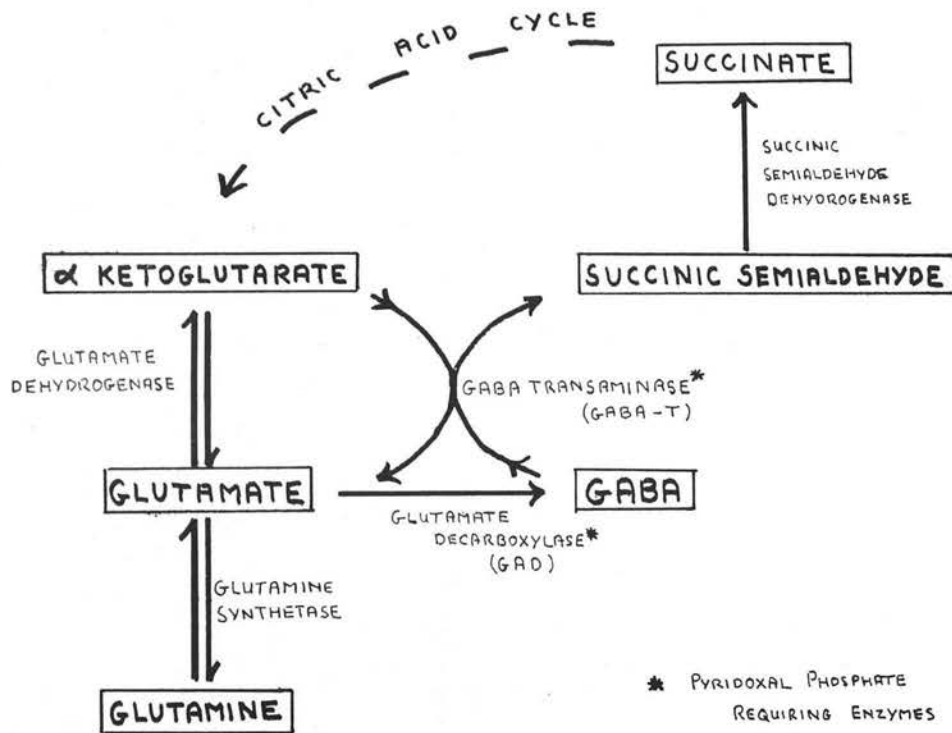 CITRIC ACID CYCLE
SUCCINATE
SUCCINIC
SEMIALDEHYDE
DEHYDROGENASE
α KETOGLUTARATE
SUCCINIC SEMIALDEHYDE
GLUTAMATE
DEHYDROGENASE
GABA TRANSAMINASE*
(GABA-T)
GLUTAMATE
GABA
GLUTAMATE
DECARBOXYLASE*
(GAD)
GLUTAMINE
SYNTHETASE
GLUTAMINE
* PYRIDOXAL PHOSPHATE
REQUIRING ENZYMES